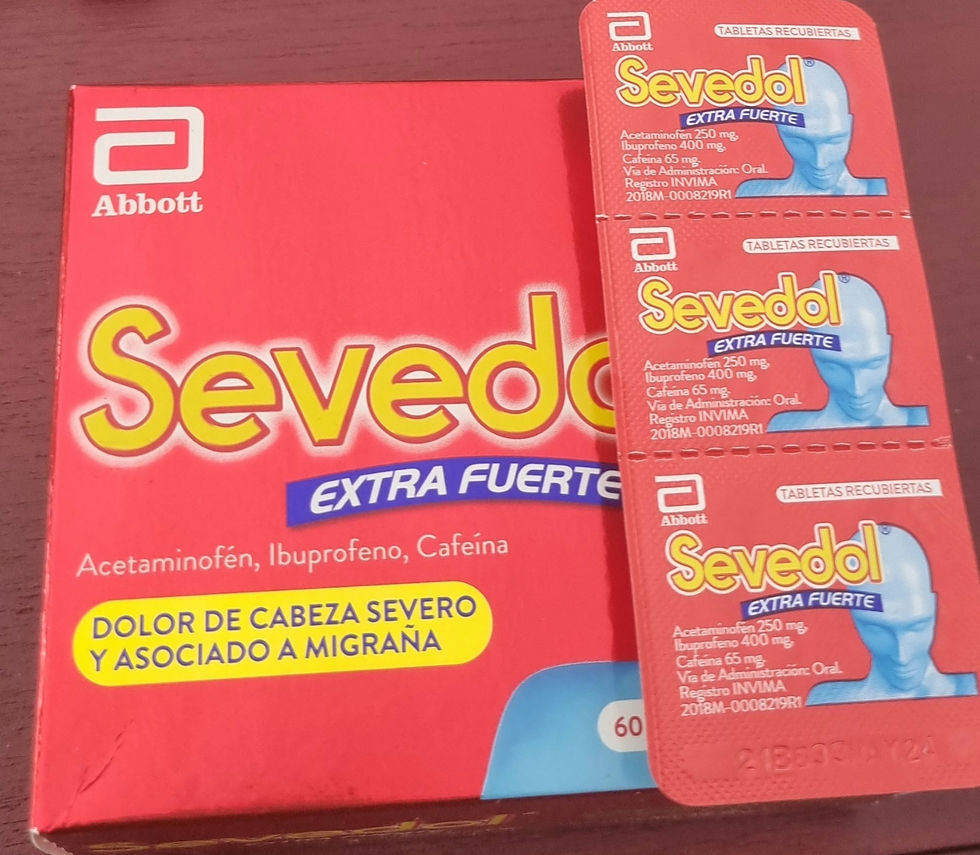 Abbott
Sevedo
EXTRA FUERTE
Acetaminofén, Ibuprofeno, Cafeína
DOLOR DE CABEZA SEVERO
Y ASOCIADO A MIGRAÑA
60
Abbott
TABLETAS RECUBIERTAS
Sevedol®
EXTRA FUERTE
Acetaminofén 250 mg,
Ibuprofeno 400 mg,
Cafeína 65 mg.
Vía de Administración: Oral.
Registro INVIMA
2018M-0008219R1
Abbott
TABLETAS RECUBIERTAS
Sevedol®
EXTRA FUERTE
Acetaminofén 250 mg,
Ibuprofeno 400 mg,
Cafeína 65 mg.
Vía de Administración: Oral.
Registro INVIMA
2018M-0008219R1
Abbott
TABLETAS RECUBIERTAS
Sevedol®
EXTRA FUERTE
Acetaminofén 250 mg,
Ibuprofeno 400 mg,
Cafeína 65 mg.
Vía de Administración: Oral.
Registro INVIMA
2018M-0008219R1